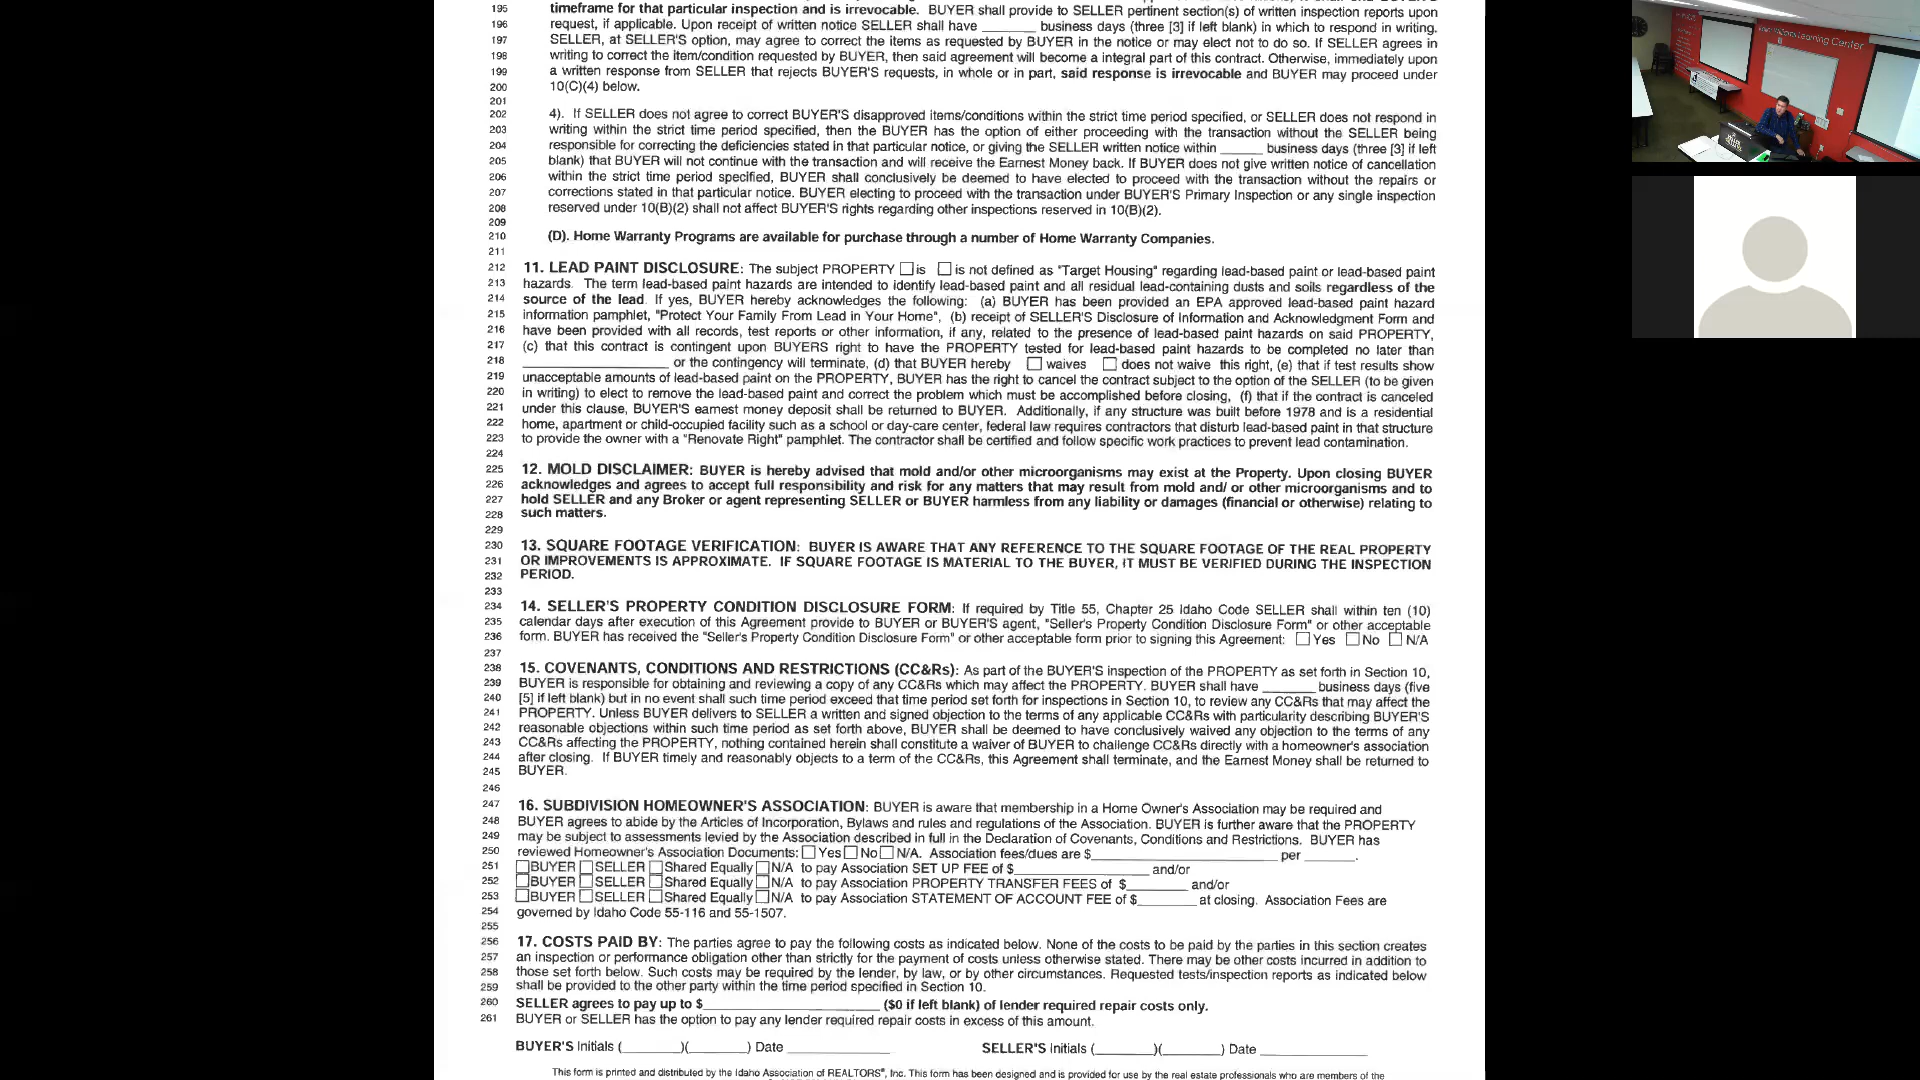 195 timeframe for that particular inspection and is irrevocable. BUYER shall provide to SELLER pertinent section(s) of written inspection reports upon
196 request, if applicable. Upon receipt of written notice SELLER shall have ________ business days (three [3] if left blank) in which to respond in writing.
197 SELLER, at SELLER'S option, may agree to correct the items as requested by BUYER in the notice or may elect not to do so. If SELLER agrees in
198 writing to correct the item/condition requested by BUYER, then said agreement will become a integral part of this contract. Otherwise, immediately upon
199 a written response from SELLER that rejects BUYER'S requests, in whole or in part, said response is irrevocable and BUYER may proceed under
200 10(C)(4) below.
201
202 4). If SELLER does not agree to correct BUYER'S disapproved items/conditions within the strict time period specified, or SELLER does not respond in
203 writing within the strict time period specified, then the BUYER has the option of either proceeding with the transaction without the SELLER being
204 responsible for correcting the deficiencies stated in that particular notice, or giving the SELLER written notice within ______ business days (three [3] if left
205 blank) that BUYER will not continue with the transaction and will receive the Earnest Money back. If BUYER does not give written notice of cancellation
206 within the strict time period specified, BUYER shall conclusively be deemed to have elected to proceed with the transaction without the repairs or
207 corrections stated in that particular notice. BUYER electing to proceed with the transaction under BUYER'S Primary Inspection or any single inspection
208 reserved under 10(B)(2) shall not affect BUYER'S rights regarding other inspections reserved in 10(B)(2).
209
210 (D). Home Warranty Programs are available for purchase through a number of Home Warranty Companies.
211
212 11. LEAD PAINT DISCLOSURE: The subject PROPERTY ☐ is ☐ is not defined as "Target Housing" regarding lead-based paint or lead-based paint
213 hazards. The term lead-based paint hazards are intended to identify lead-based paint and all residual lead-containing dusts and soils regardless of the
214 source of the lead. If yes, BUYER hereby acknowledges the following: (a) BUYER has been provided an EPA approved lead-based paint hazard
215 information pamphlet, "Protect Your Family From Lead in Your Home", (b) receipt of SELLER'S Disclosure of Information and Acknowledgment Form and
216 have been provided with all records, test reports or other information, if any, related to the presence of lead-based paint hazards on said PROPERTY,
217 (c) that this contract is contingent upon BUYERS right to have the PROPERTY tested for lead-based paint hazards to be completed no later than
218 ____________________ or the contingency will terminate, (d) that BUYER hereby ☐ waives ☐ does not waive this right, (e) that if test results show
219 unacceptable amounts of lead-based paint on the PROPERTY, BUYER has the right to cancel the contract subject to the option of the SELLER (to be given
220 in writing) to elect to remove the lead-based paint and correct the problem which must be accomplished before closing, (f) that if the contract is canceled
221 under this clause, BUYER'S earnest money deposit shall be returned to BUYER. Additionally, if any structure was built before 1978 and is a residential
222 home, apartment or child-occupied facility such as a school or day-care center, federal law requires contractors that disturb lead-based paint in that structure
223 to provide the owner with a "Renovate Right" pamphlet. The contractor shall be certified and follow specific work practices to prevent lead contamination.
224
225 12. MOLD DISCLAIMER: BUYER is hereby advised that mold and/or other microorganisms may exist at the Property. Upon closing BUYER
226 acknowledges and agrees to accept full responsibility and risk for any matters that may result from mold and/ or other microorganisms and to
227 hold SELLER and any Broker or agent representing SELLER or BUYER harmless from any liability or damages (financial or otherwise) relating to
228 such matters.
229
230 13. SQUARE FOOTAGE VERIFICATION: BUYER IS AWARE THAT ANY REFERENCE TO THE SQUARE FOOTAGE OF THE REAL PROPERTY
231 OR IMPROVEMENTS IS APPROXIMATE. IF SQUARE FOOTAGE IS MATERIAL TO THE BUYER, IT MUST BE VERIFIED DURING THE INSPECTION
232 PERIOD.
233
234 14. SELLER'S PROPERTY CONDITION DISCLOSURE FORM: If required by Title 55, Chapter 25 Idaho Code SELLER shall within ten (10)
235 calendar days after execution of this Agreement provide to BUYER or BUYER'S agent, "Seller's Property Condition Disclosure Form" or other acceptable
236 form. BUYER has received the "Seller's Property Condition Disclosure Form" or other acceptable form prior to signing this Agreement: ☐ Yes ☐ No ☐ N/A
237
238 15. COVENANTS, CONDITIONS AND RESTRICTIONS (CC&Rs): As part of the BUYER'S inspection of the PROPERTY as set forth in Section 10,
239 BUYER is responsible for obtaining and reviewing a copy of any CC&Rs which may affect the PROPERTY. BUYER shall have _______ business days (five
240 [5] if left blank) but in no event shall such time period exceed that time period set forth for inspections in Section 10, to review any CC&Rs that may affect the
241 PROPERTY. Unless BUYER delivers to SELLER a written and signed objection to the terms of any applicable CC&Rs with particularity describing BUYER'S
242 reasonable objections within such time period as set forth above, BUYER shall be deemed to have conclusively waived any objection to the terms of any
243 CC&Rs affecting the PROPERTY, nothing contained herein shall constitute a waiver of BUYER to challenge CC&Rs directly with a homeowner's association
244 after closing. If BUYER timely and reasonably objects to a term of the CC&Rs, this Agreement shall terminate, and the Earnest Money shall be returned to
245 BUYER.
246
247 16. SUBDIVISION HOMEOWNER'S ASSOCIATION: BUYER is aware that membership in a Home Owner's Association may be required and
248 BUYER agrees to abide by the Articles of Incorporation, Bylaws and rules and regulations of the Association. BUYER is further aware that the PROPERTY
249 may be subject to assessments levied by the Association described in full in the Declaration of Covenants, Conditions and Restrictions. BUYER has
250 reviewed Homeowner's Association Documents: ☐ Yes ☐ No ☐ N/A. Association fees/dues are $__________________________ per _______.
251 ☐ BUYER ☐ SELLER ☐ Shared Equally ☐ N/A to pay Association SET UP FEE of $___________________ and/or
252 ☐ BUYER ☐ SELLER ☐ Shared Equally ☐ N/A to pay Association PROPERTY TRANSFER FEES of $________ and/or
253 ☐ BUYER ☐ SELLER ☐ Shared Equally ☐ N/A to pay Association STATEMENT OF ACCOUNT FEE of $________ at closing. Association Fees are
254 governed by Idaho Code 55-116 and 55-1507.
255
256 17. COSTS PAID BY: The parties agree to pay the following costs as indicated below. None of the costs to be paid by the parties in this section creates
257 an inspection or performance obligation other than strictly for the payment of costs unless otherwise stated. There may be other costs incurred in addition to
258 those set forth below. Such costs may be required by the lender, by law, or by other circumstances. Requested tests/inspection reports as indicated below
259 shall be provided to the other party within the time period specified in Section 10.
260 SELLER agrees to pay up to $________________________ ($0 if left blank) of lender required repair costs only.
261 BUYER or SELLER has the option to pay any lender required repair costs in excess of this amount.
BUYER'S Initials (________)(________) Date ______________ SELLER'S Initials (________)(________) Date ______________
This form is printed and distributed by the Idaho Association of REALTORS®, Inc. This form has been designed and is provided for use by the real estate professionals who are members of the
Learning Center